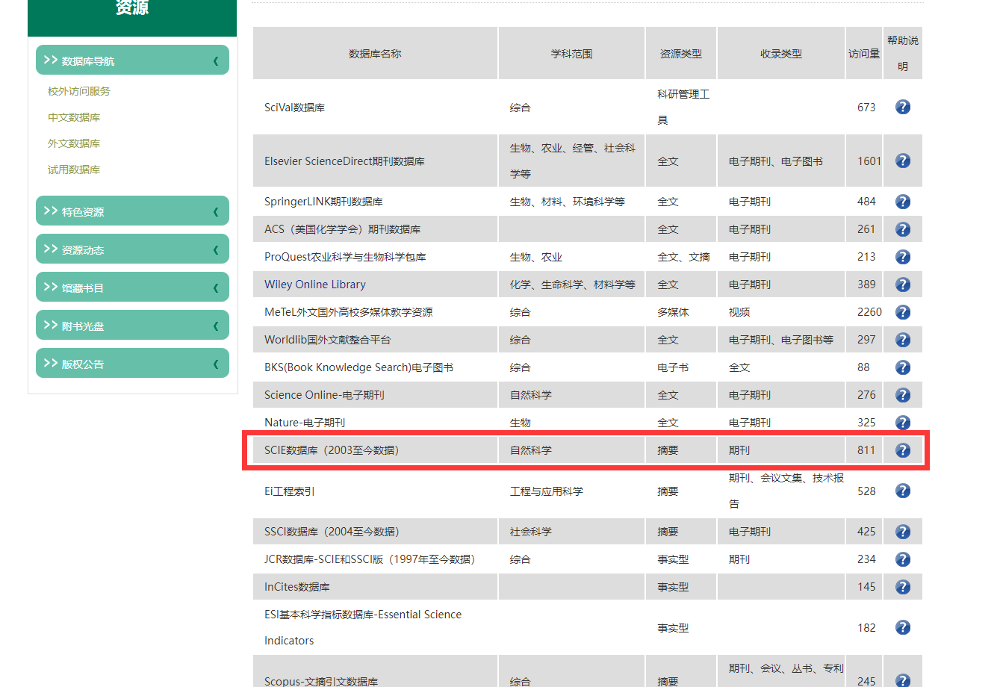 资源
>> 数据库导航
校外访问服务
中文数据库
外文数据库
试用数据库
>> 特色资源
>> 资源动态
>> 馆藏书目
>> 附书光盘
>> 版权公告
数据库名称 学科范围 资源类型 收录类型 访问量 帮助说
明
SciVal数据库 综合 科研管理工
具 673 ?
Elsevier ScienceDirect期刊数据库 生物、农业、经管、社会科
学等 全文 电子期刊、电子图书 1601 ?
SpringerLINK期刊数据库 生物、材料、环境科学等 全文 电子期刊 484 ?
ACS（美国化学学会）期刊数据库 全文 电子期刊 261 ?
ProQuest农业科学与生物科学包库 生物、农业 全文、文摘 电子期刊 213 ?
Wiley Online Library 化学、生命科学、材料学等 全文 电子期刊 389 ?
MeTeL外文国外高校多媒体教学资源 综合 多媒体 视频 2260 ?
Worldlib国外文献整合平台 综合 全文 电子期刊、电子图书等 297 ?
BKS(Book Knowledge Search)电子图书 综合 电子书 全文 88 ?
Science Online-电子期刊 自然科学 全文 电子期刊 276 ?
Nature-电子期刊 生物 全文 电子期刊 325 ?
SCIE数据库（2003至今数据） 自然科学 摘要 期刊 811 ?
Ei工程索引 工程与应用科学 摘要 期刊、会议文集、技术报
告 528 ?
SSCI数据库（2004至今数据） 社会科学 摘要 电子期刊 425 ?
JCR数据库-SCIE和SSCI版（1997年至今数据） 综合 事实型 期刊 234 ?
InCites数据库 事实型 145 ?
ESI基本科学指标数据库-Essential Science
Indicators 事实型 182 ?
Scopus-文摘引文数据库 综合 摘要 期刊、会议、丛书、专利 245 ?